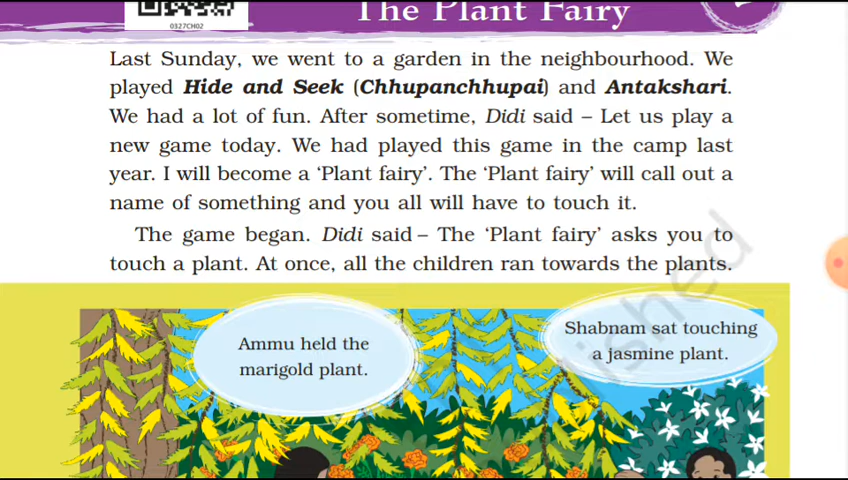 The Plant Fairy
0327CH02
Last Sunday, we went to a garden in the neighbourhood. We
played Hide and Seek (Chhupanchhupai) and Antakshari.
We had a lot of fun. After sometime, Didi said – Let us play a
new game today. We had played this game in the camp last
year. I will become a ‘Plant fairy’. The ‘Plant fairy’ will call out a
name of something and you all will have to touch it.
The game began. Didi said – The ‘Plant fairy’ asks you to
touch a plant. At once, all the children ran towards the plants.
Ammu held the
marigold plant.
Shabnam sat touching
a jasmine plant.